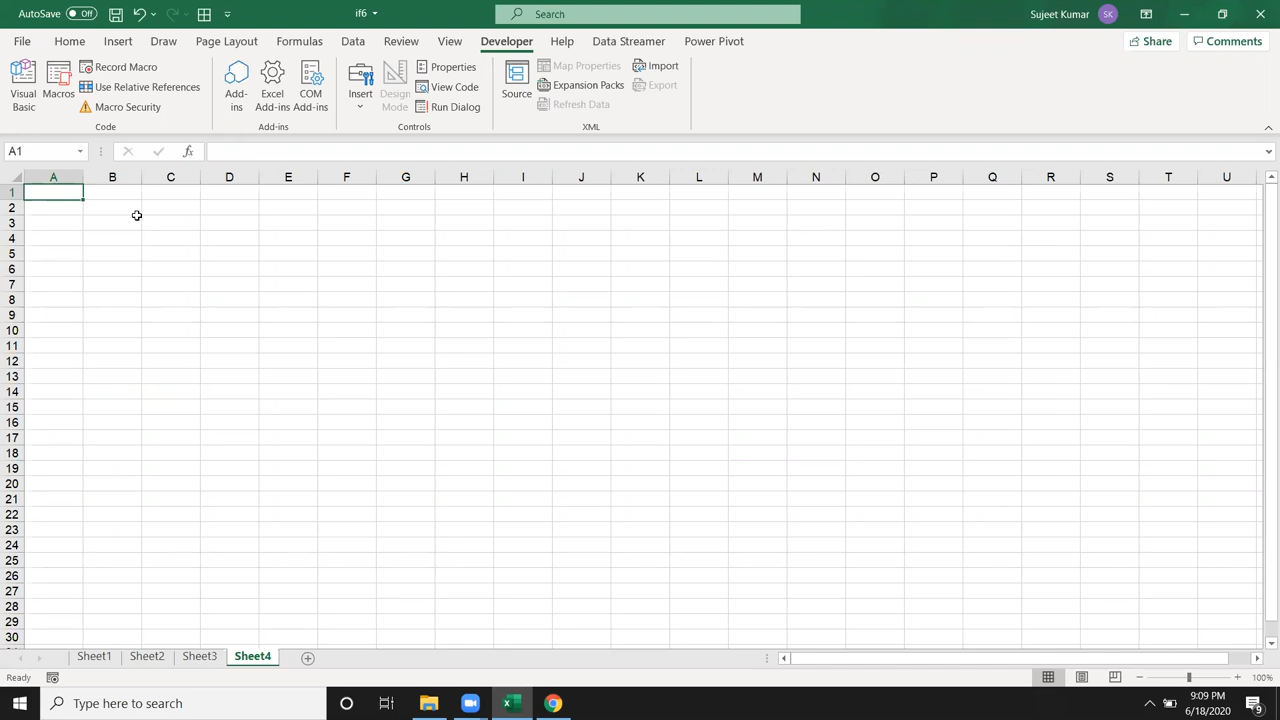 AutoSave Off if6 Search Sujeet Kumar SK
File Home Insert Draw Page Layout Formulas Data Review View Developer Help Data Streamer Power Pivot Share Comments
Visual Basic
Macros
Record Macro
Use Relative References
Macro Security
Code
Add-ins
Excel Add-ins
COM Add-ins
Add-ins
Insert
Design Mode
Properties
View Code
Run Dialog
Controls
Source
Map Properties
Expansion Packs
Refresh Data
Import
Export
XML
A1 fx
A B C D E F G H I J K L M N O P Q R S T U
1
2
3
4
5
6
7
8
9
10
11
12
13
14
15
16
17
18
19
20
21
22
23
24
25
26
27
28
29
30
Sheet1 Sheet2 Sheet3 Sheet4
Ready 100%
Type here to search 9:09 PM
6/18/2020 9